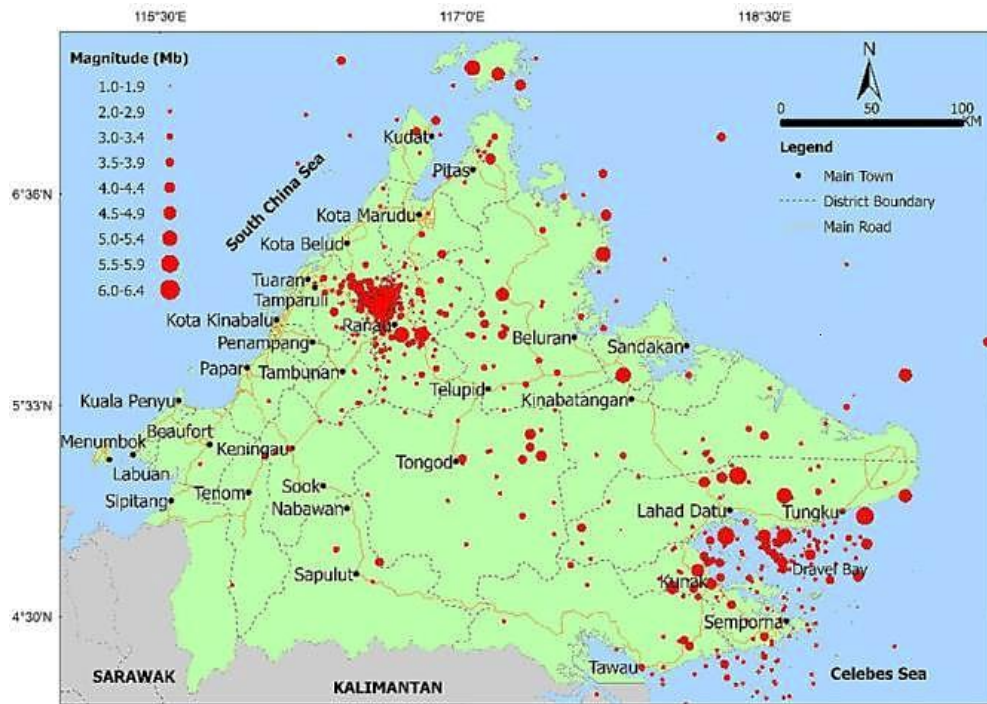 115°30'E
117°0'E
118°30'E
Magnitude (Mb)
1.0-1.9
2.0-2.9
3.0-3.4
3.5-3.9
4.0-4.4
4.5-4.9
5.0-5.4
5.5-5.9
6.0-6.4
N
0 50 100
KM
Legend
Main Town
District Boundary
Main Road
6°36'N
5°33'N
4°30'N
South China Sea
Kudat
Pitas
Kota Marudu
Kota Belud
Tuaran
Tamparuli
Kota Kinabalu
Ranau
Penampang
Beluran
Sandakan
Papar
Tambunan
Telupid
Kinabatangan
Kuala Penyu
Beaufort
Menumbok
Keningau
Labuan
Tongod
Sipitang
Tenom
Sook
Nabawan
Lahad Datu
Tungku
Sapulut
Kunak
Dravel Bay
Semporna
Tawau
SARAWAK
KALIMANTAN
Celebes Sea